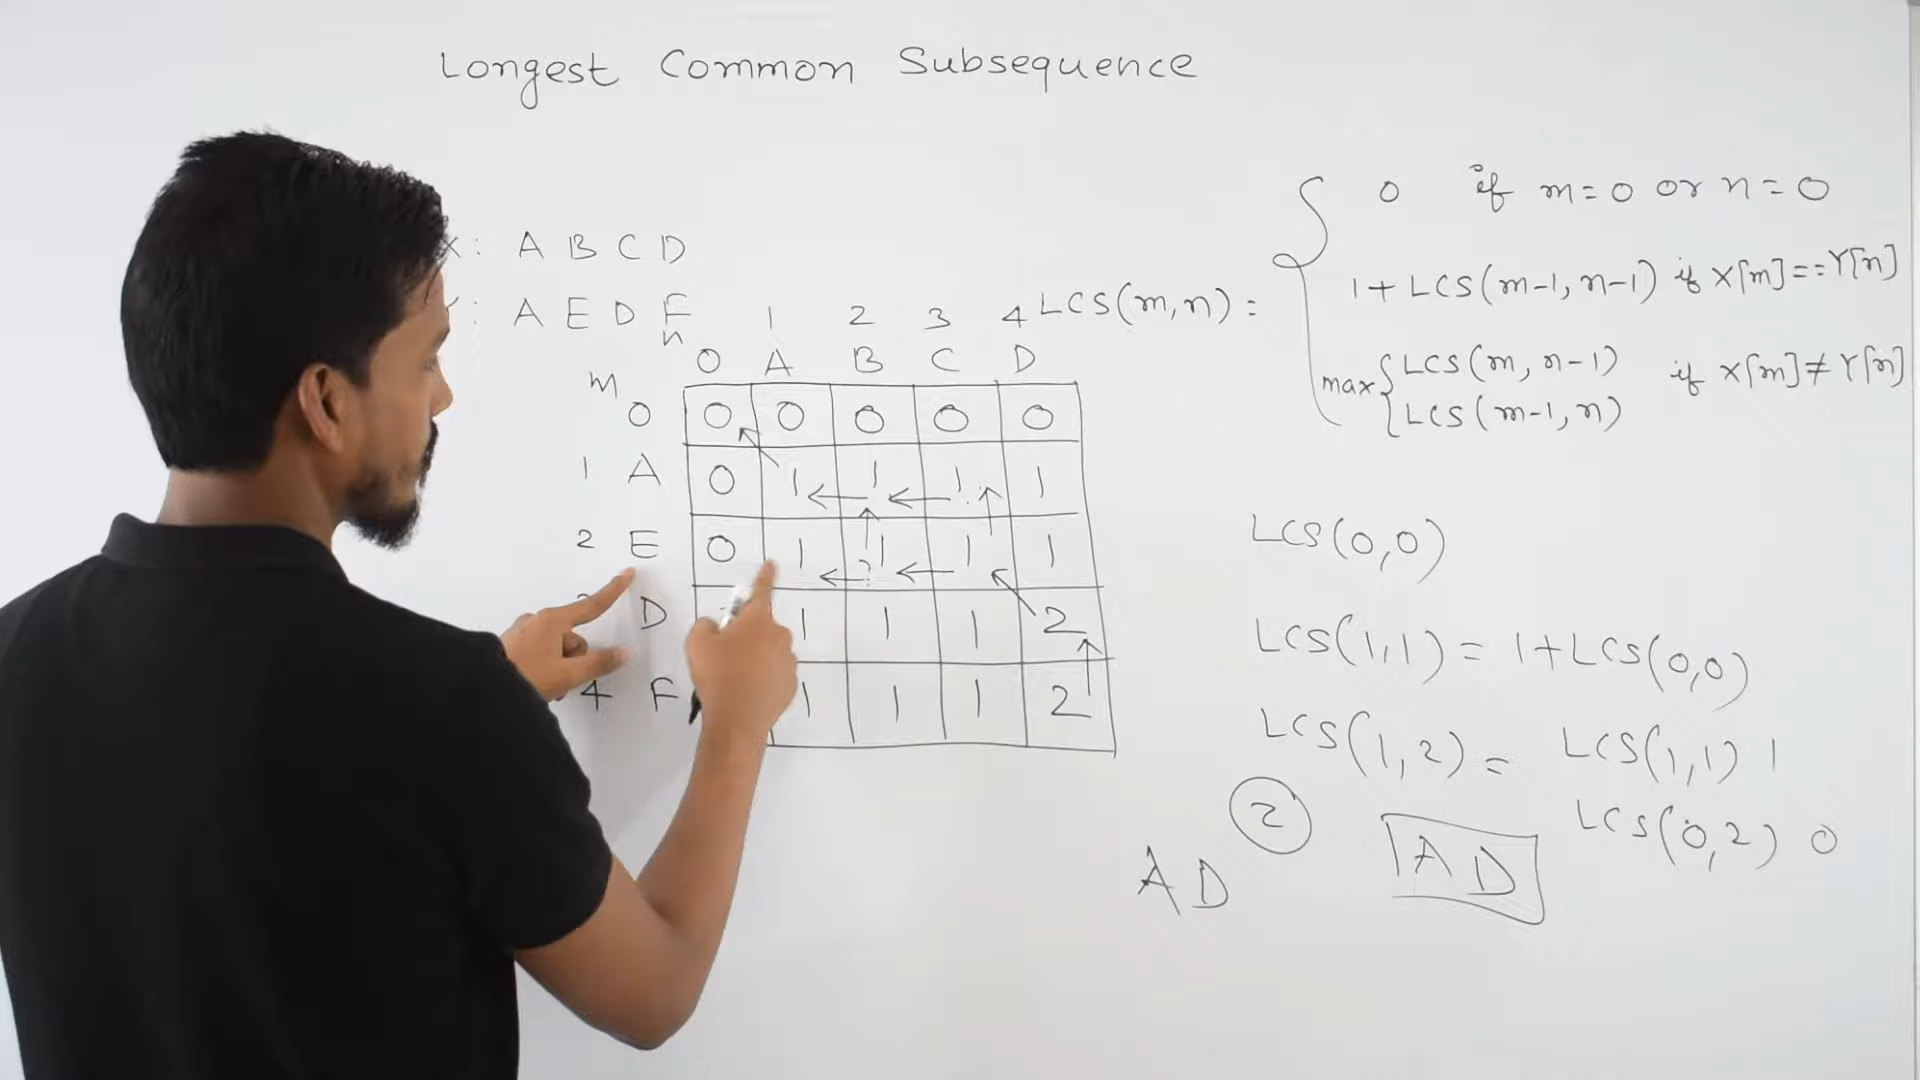 Longest Common Subsequence
X: A B C D
: A E D F
LCS(m,n) =
0 if m=0 or n=0
1+LCS(m-1,n-1) if X[m]==Y[n]
max{LCS(m,n-1)
LCS(m-1,n) if X[m]≠Y[n]
1 2 3 4
n
0 A B C D
m
0 0 0 0 0 0
1 A 0 1 1 1 1
2 E 0 1 1 1 1
D 1 1 1 2
4 F 1 1 1 2
LCS(0,0)
LCS(1,1) = 1+LCS(0,0)
LCS(1,2) = LCS(1,1) 1
LCS(0,2) 0
2
A D
A D